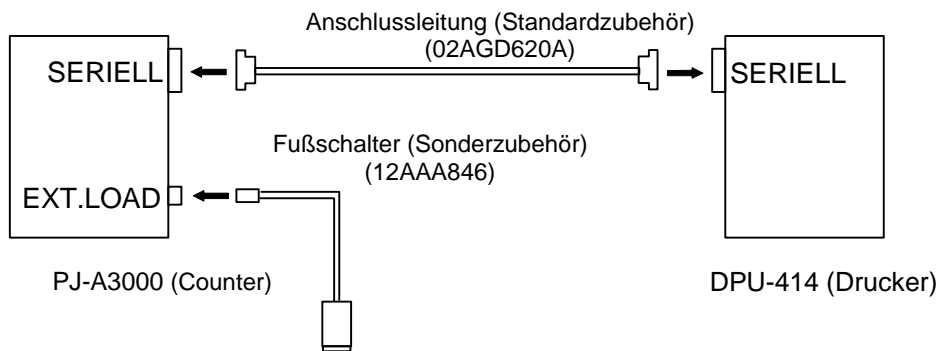 Anschlussleitung (Standardzubehör)
(02AGD620A)
SERIELL
SERIELL
Fußschalter (Sonderzubehör)
(12AAA846)
EXT.LOAD
PJ-A3000 (Counter)
DPU-414 (Drucker)